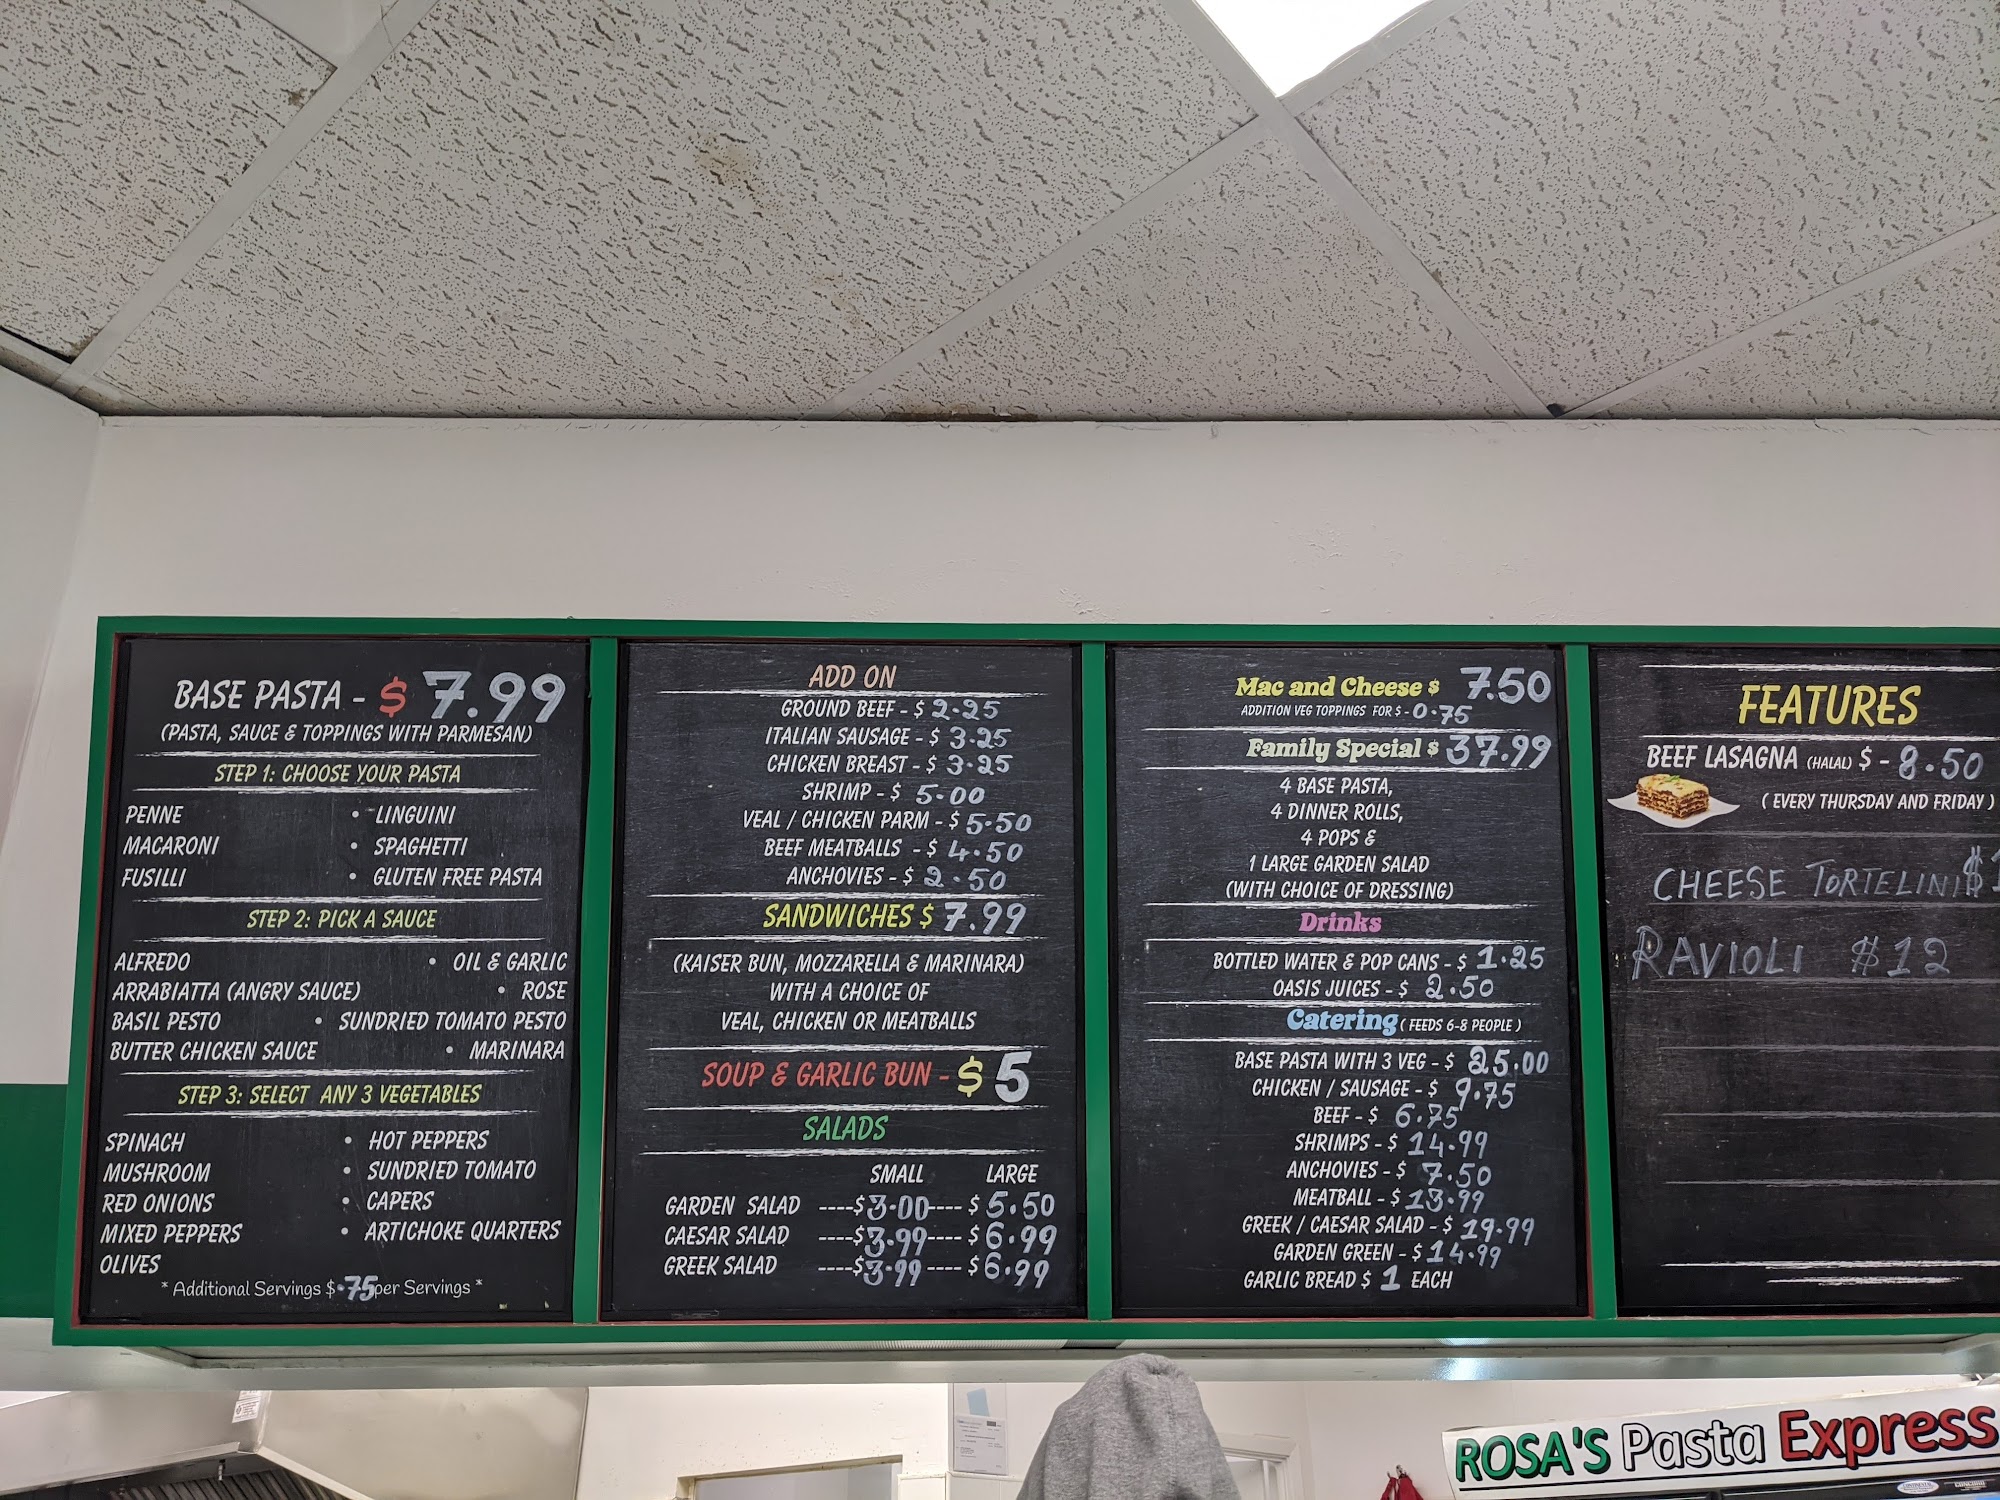 BASE PASTA - $ 7.99
(PASTA, SAUCE & TOPPINGS WITH PARMESAN)
STEP 1: CHOOSE YOUR PASTA
PENNE • LINGUINI
MACARONI • SPAGHETTI
FUSILLI • GLUTEN FREE PASTA
STEP 2: PICK A SAUCE
ALFREDO • OIL & GARLIC
ARRABIATTA (ANGRY SAUCE) • ROSE
BASIL PESTO • SUNDRIED TOMATO PESTO
BUTTER CHICKEN SAUCE • MARINARA
STEP 3: SELECT ANY 3 VEGETABLES
SPINACH • HOT PEPPERS
MUSHROOM • SUNDRIED TOMATO
RED ONIONS • CAPERS
MIXED PEPPERS • ARTICHOKE QUARTERS
OLIVES
* Additional Servings $ .75 per Servings *
ADD ON
GROUND BEEF - $ 2.25
ITALIAN SAUSAGE - $ 3.25
CHICKEN BREAST - $ 3.25
SHRIMP - $ 5.00
VEAL / CHICKEN PARM - $ 5.50
BEEF MEATBALLS - $ 4.50
ANCHOVIES - $ 2.50
SANDWICHES $ 7.99
(KAISER BUN, MOZZARELLA & MARINARA)
WITH A CHOICE OF
VEAL, CHICKEN OR MEATBALLS
SOUP & GARLIC BUN - $ 5
SALADS
SMALL LARGE
GARDEN SALAD ----$3.00---- $ 5.50
CAESAR SALAD ----$3.99---- $ 6.99
GREEK SALAD ----$3.99 ---- $ 6.99
Mac and Cheese $ 7.50
ADDITION VEG TOPPINGS FOR $ - 0.75
Family Special $ 37.99
4 BASE PASTA,
4 DINNER ROLLS,
4 POPS &
1 LARGE GARDEN SALAD
(WITH CHOICE OF DRESSING)
Drinks
BOTTLED WATER & POP CANS - $ 1.25
OASIS JUICES - $ 2.50
Catering ( FEEDS 6-8 PEOPLE )
BASE PASTA WITH 3 VEG - $ 25.00
CHICKEN / SAUSAGE - $ 9.75
BEEF - $ 6.75
SHRIMPS - $ 14.99
ANCHOVIES - $ 7.50
MEATBALL - $ 13.99
GREEK / CAESAR SALAD - $ 19.99
GARDEN GREEN - $ 14.99
GARLIC BREAD $ 1 EACH
FEATURES
BEEF LASAGNA (HALAL) $ - 8.50
( EVERY THURSDAY AND FRIDAY )
CHEESE TORTELINI $ 1
RAVIOLI $12
ROSA'S Pasta Express